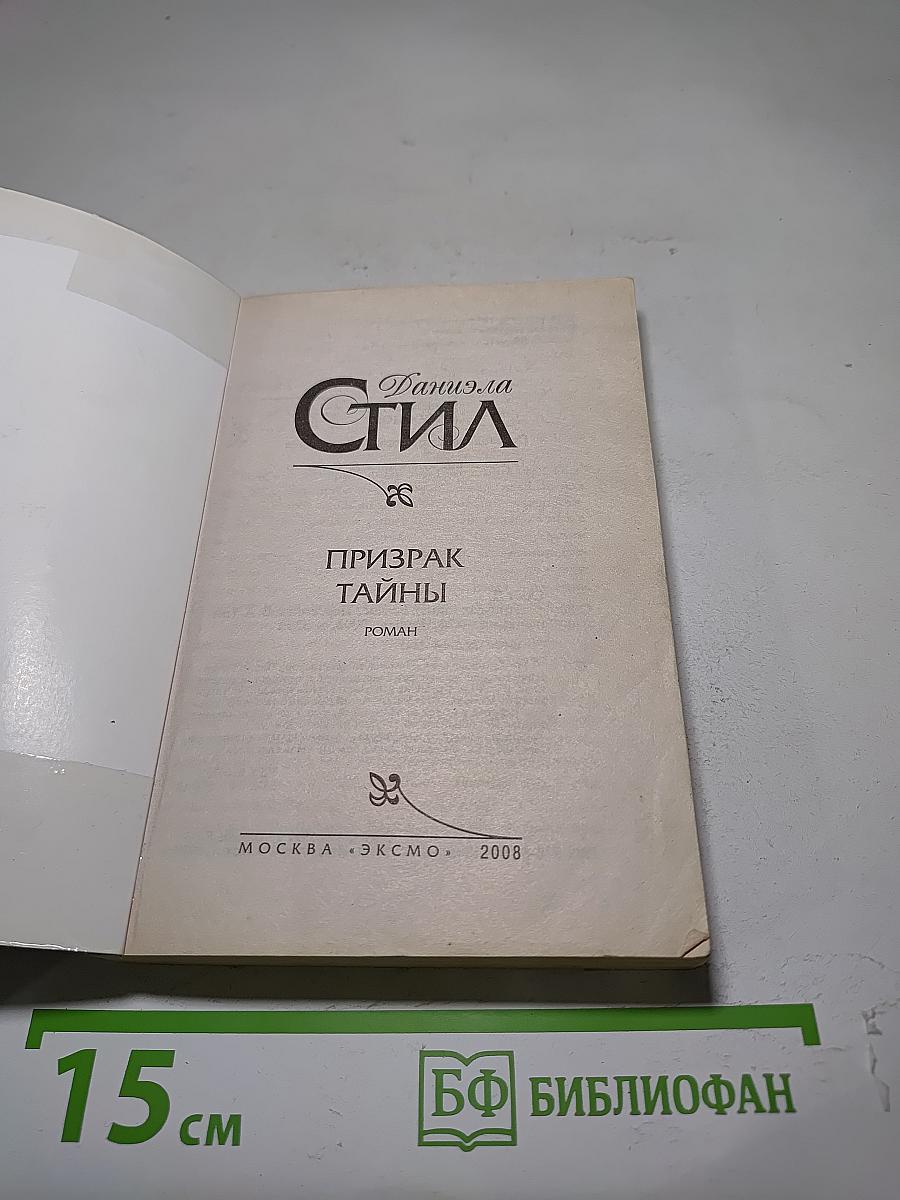 Даниэла
СТИЛ
ПРИЗРАК
ТАЙНЫ
РОМАН
МОСКВА «ЭКСМО» 2008
15 см
БФ БИБЛИОФАН